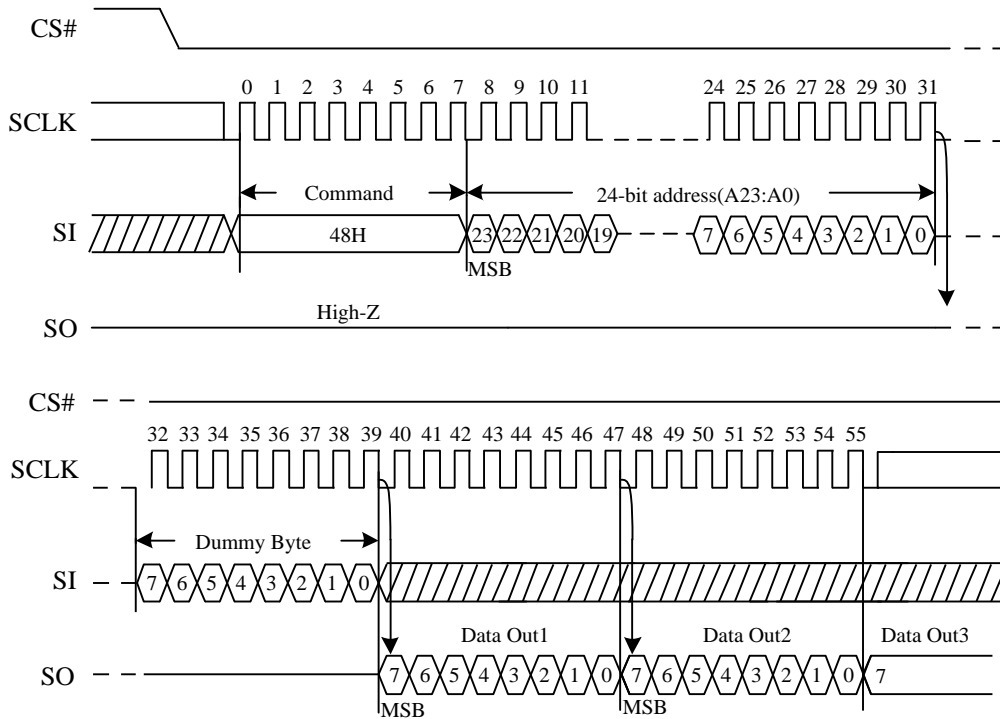 CS#
0 1 2 3 4 5 6 7 8 9 10 11 24 25 26 27 28 29 30 31
SCLK
Command 24-bit address(A23:A0)
SI 48H 23 22 21 20 19 7 6 5 4 3 2 1 0
MSB
High-Z
SO
CS#
32 33 34 35 36 37 38 39 40 41 42 43 44 45 46 47 48 49 50 51 52 53 54 55
SCLK
Dummy Byte
SI 7 6 5 4 3 2 1 0
Data Out1 Data Out2 Data Out3
SO 7 6 5 4 3 2 1 0 7 6 5 4 3 2 1 0 7
MSB MSB